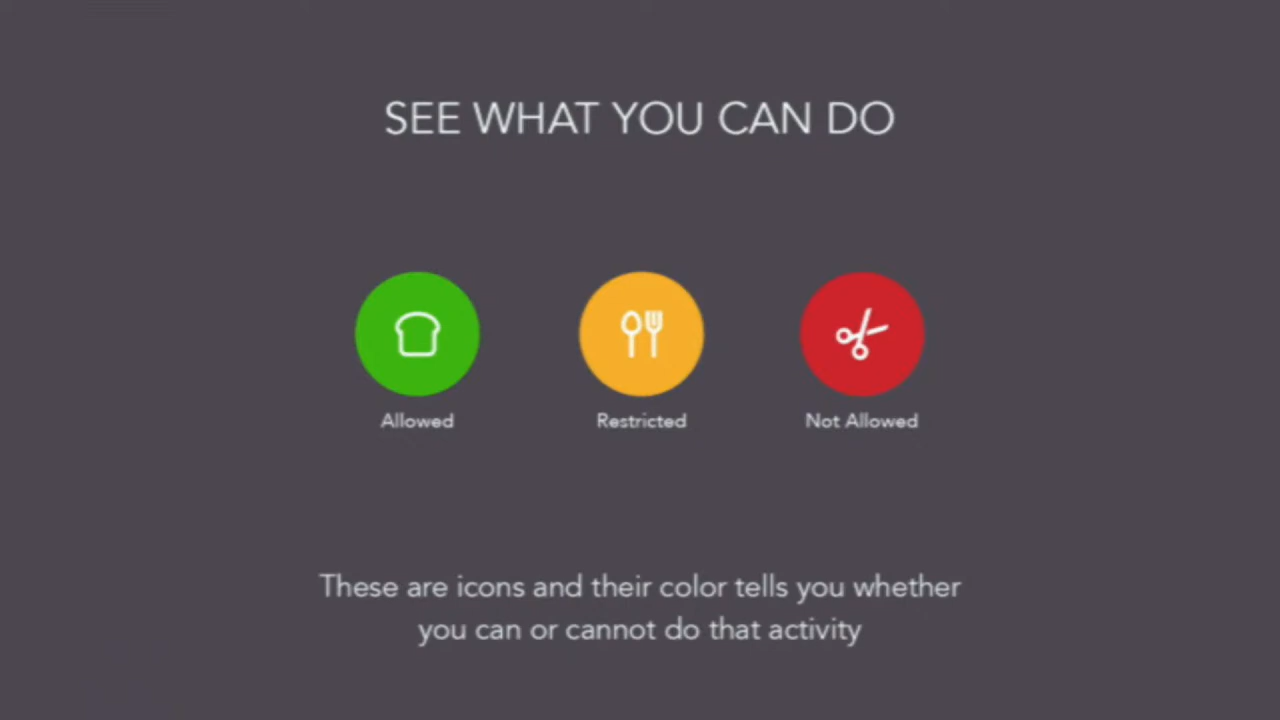 SEE WHAT YOU CAN DO
Allowed
Restricted
Not Allowed
These are icons and their color tells you whether
you can or cannot do that activity